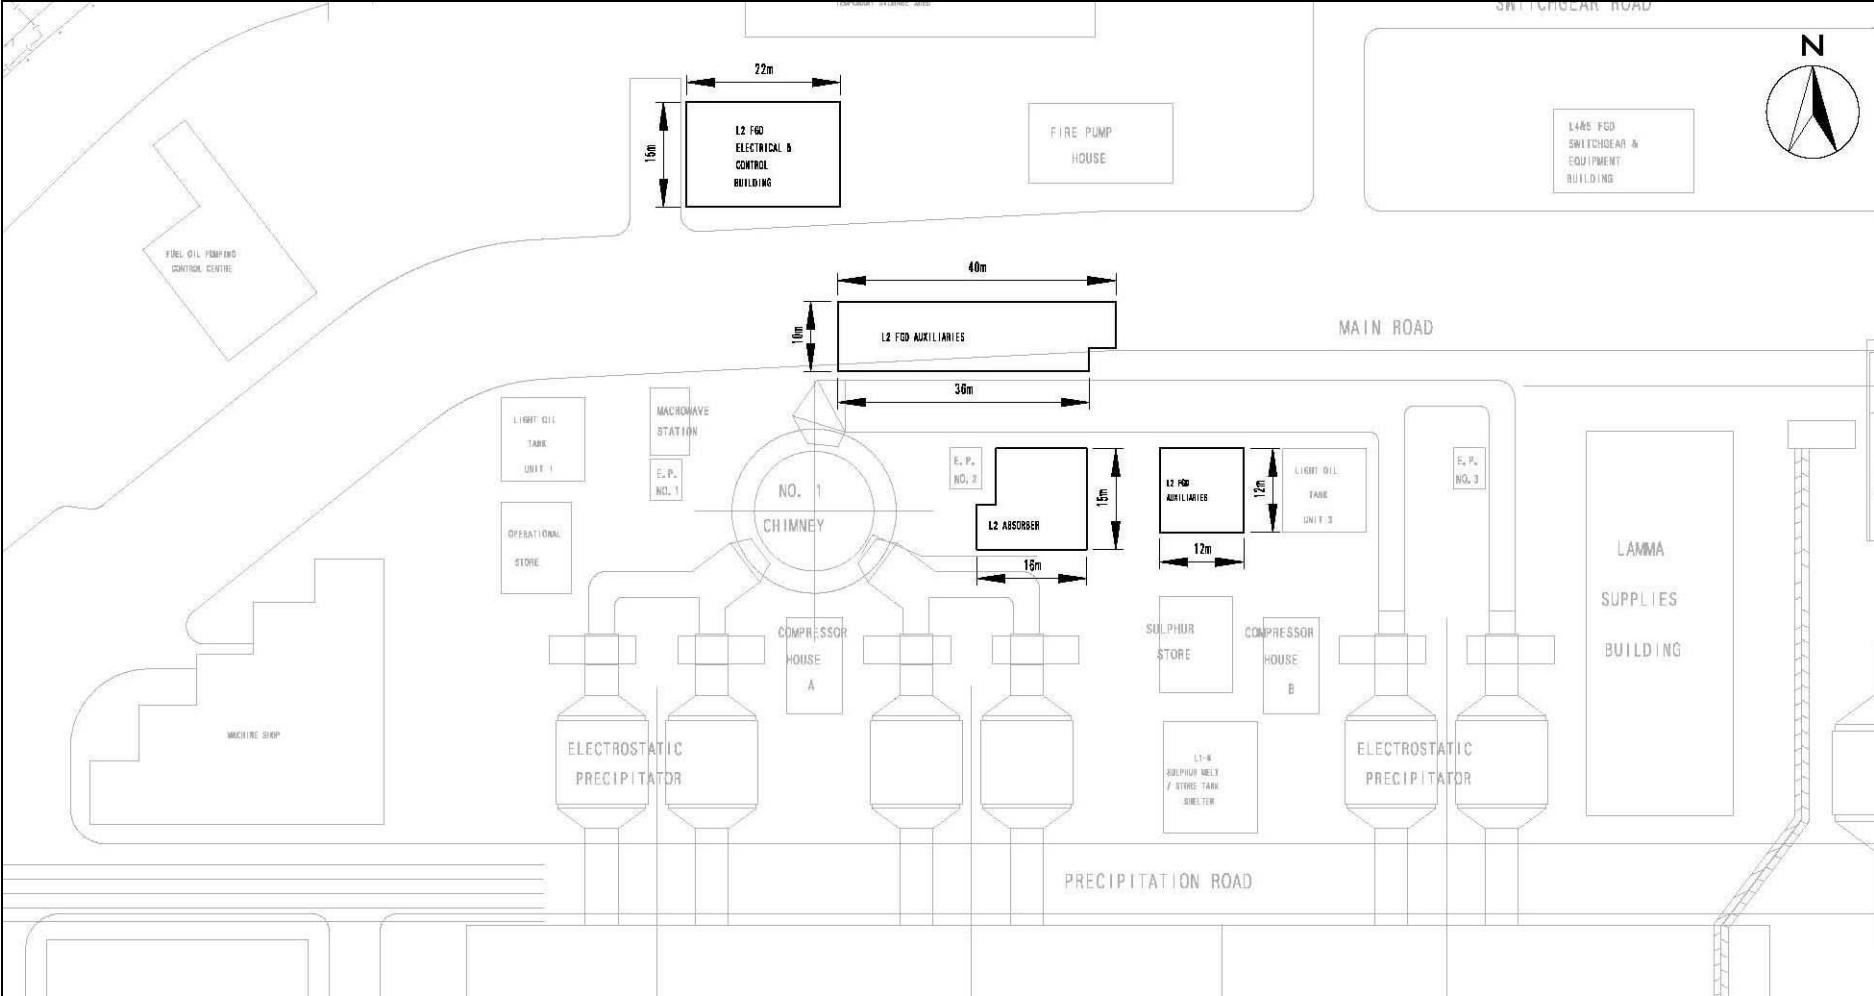 TEMPORARY STORAGE AREA
SWITCHGEAR ROAD
N
22m
15m
L2 FGD
ELECTRICAL &
CONTROL
BUILDING
FIRE PUMP
HOUSE
L4&5 FGD
SWITCHGEAR &
EQUIPMENT
BUILDING
FUEL OIL PUMPING
CONTROL CENTRE
40m
10m
L2 FGD AUXILIARIES
36m
MAIN ROAD
LIGHT OIL
TANK
UNIT 1
MACROWAVE
STATION
E.P.
NO. 1
NO. 1
CHIMNEY
E.P.
NO. 2
L2 ABSORBER
15m
16m
L2 FGD
AUXILIARIES
12m
12m
LIGHT OIL
TANK
UNIT 3
E.P.
NO. 3
OPERATIONAL
STORE
LAMMA
SUPPLIES
BUILDING
COMPRESSOR
HOUSE
A
SULPHUR
STORE
COMPRESSOR
HOUSE
B
MACHINE SHOP
ELECTROSTATIC
PRECIPITATOR
SULPHUR MELT
/ STORE TANK
SHELTER
ELECTROSTATIC
PRECIPITATOR
PRECIPITATION ROAD